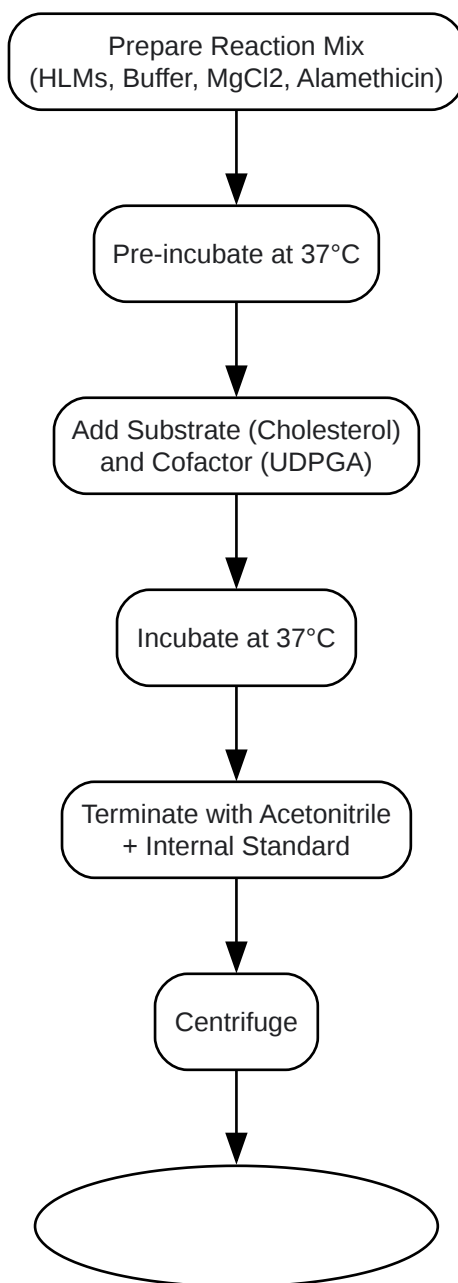 Prepare Reaction Mix
(HLMs, Buffer, MgCl2, Alamethicin)
Pre-incubate at 37°C
Add Substrate (Cholesterol)
and Cofactor (UDPGA)
Incubate at 37°C
Terminate with Acetonitrile
+ Internal Standard
Centrifuge